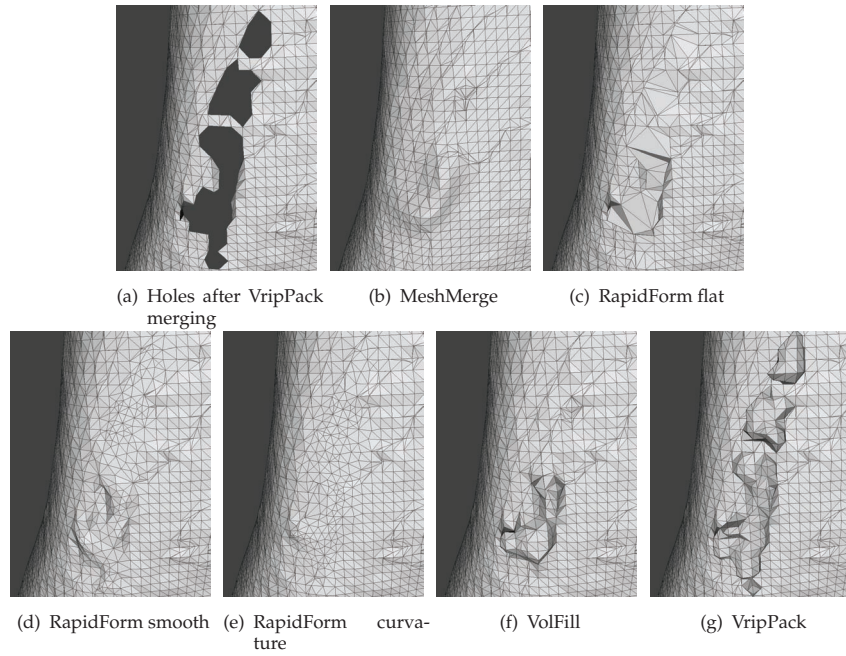 (a) Holes after VripPack
merging
(b) MeshMerge
(c) RapidForm flat
(d) RapidForm smooth
(e) RapidForm curva-
ture
(f) VolFill
(g) VripPack